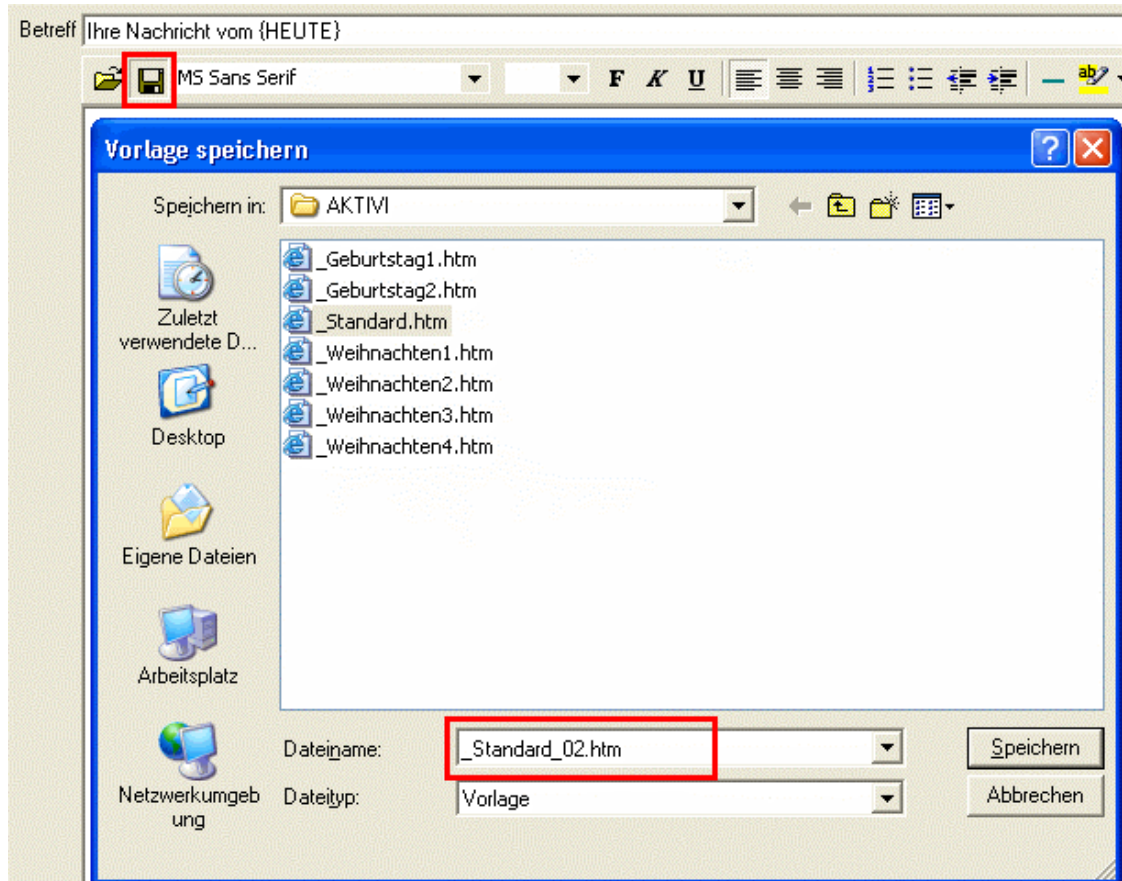 Betreff Ihre Nachricht vom {HEUTE}
MS Sans Serif F K U
Vorlage speichern
Speichern in: AKTIVI
_Geburtstag1.htm
_Geburtstag2.htm
_Standard.htm
_Weihnachten1.htm
_Weihnachten2.htm
_Weihnachten3.htm
_Weihnachten4.htm
Zuletzt
verwendete D...
Desktop
Eigene Dateien
Arbeitsplatz
Netzwerkumgeb
ung
Dateiname: _Standard_02.htm Speichern
Dateityp: Vorlage Abbrechen